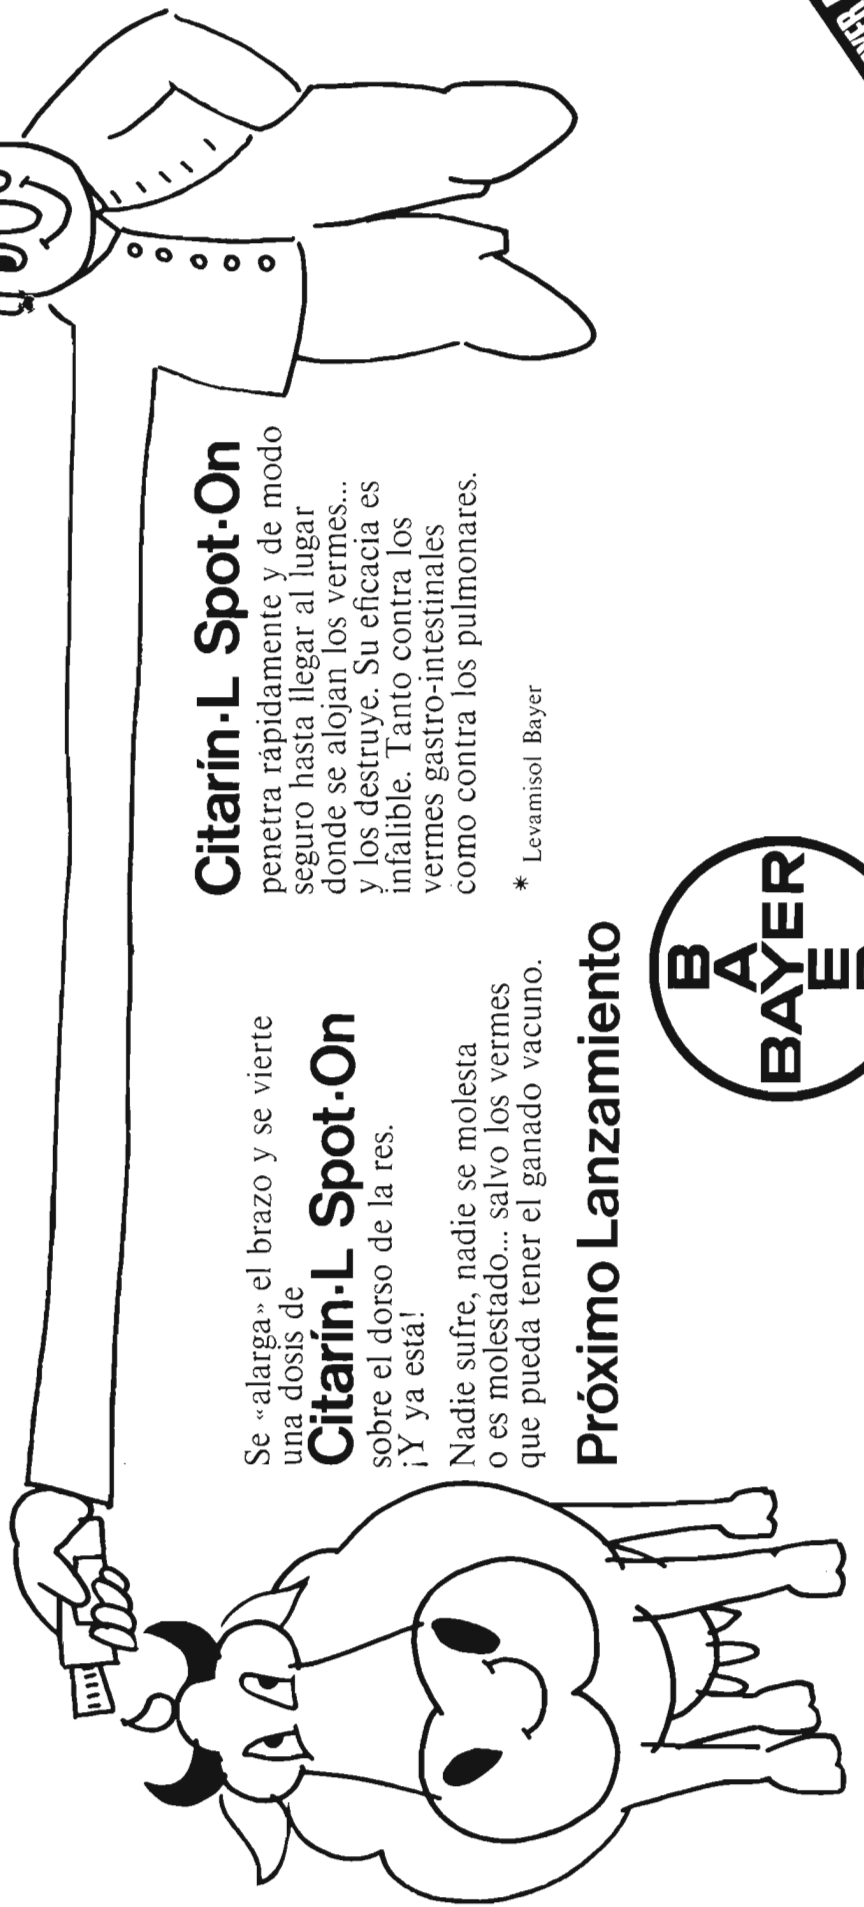 Se «alarga» el brazo y se vierte
una dosis de
Citarín·L Spot·On
sobre el dorso de la res.
¡Y ya está!
Nadie sufre, nadie se molesta
o es molestado... salvo los vermes
que pueda tener el ganado vacuno.
Próximo Lanzamiento
Citarín·L Spot·On
penetra rápidamente y de modo
seguro hasta llegar al lugar
donde se alojan los vermes...
y los destruye. Su eficacia es
infalible. Tanto contra los
vermes gastro-intestinales
como contra los pulmonares.
* Levamisol Bayer
B
A
BAYER
E